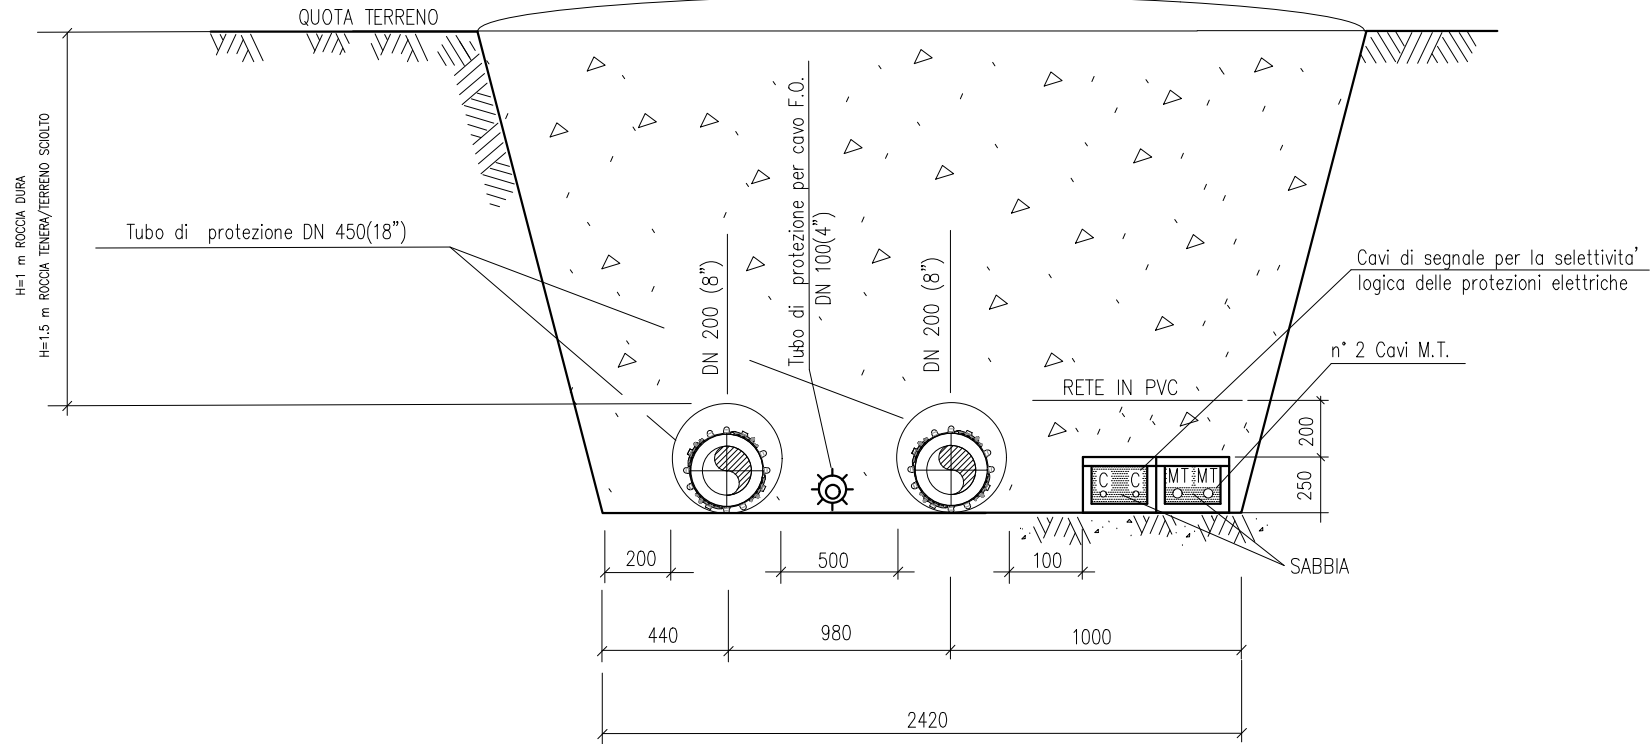 QUOTA TERRENO
H=1 m ROCCIA DURA
H=1.5 m ROCCIA TENERA/TERRENO SCIOLTO
Tubo di protezione DN 450(18")
DN 200 (8")
Tubo di protezione per cavo F.O.
DN 100(4")
DN 200 (8")
Cavi di segnale per la selettivita'
logica delle protezioni elettriche
n° 2 Cavi M.T.
RETE IN PVC
200
250
C C MT MT
SABBIA
200
500
100
440
980
1000
2420